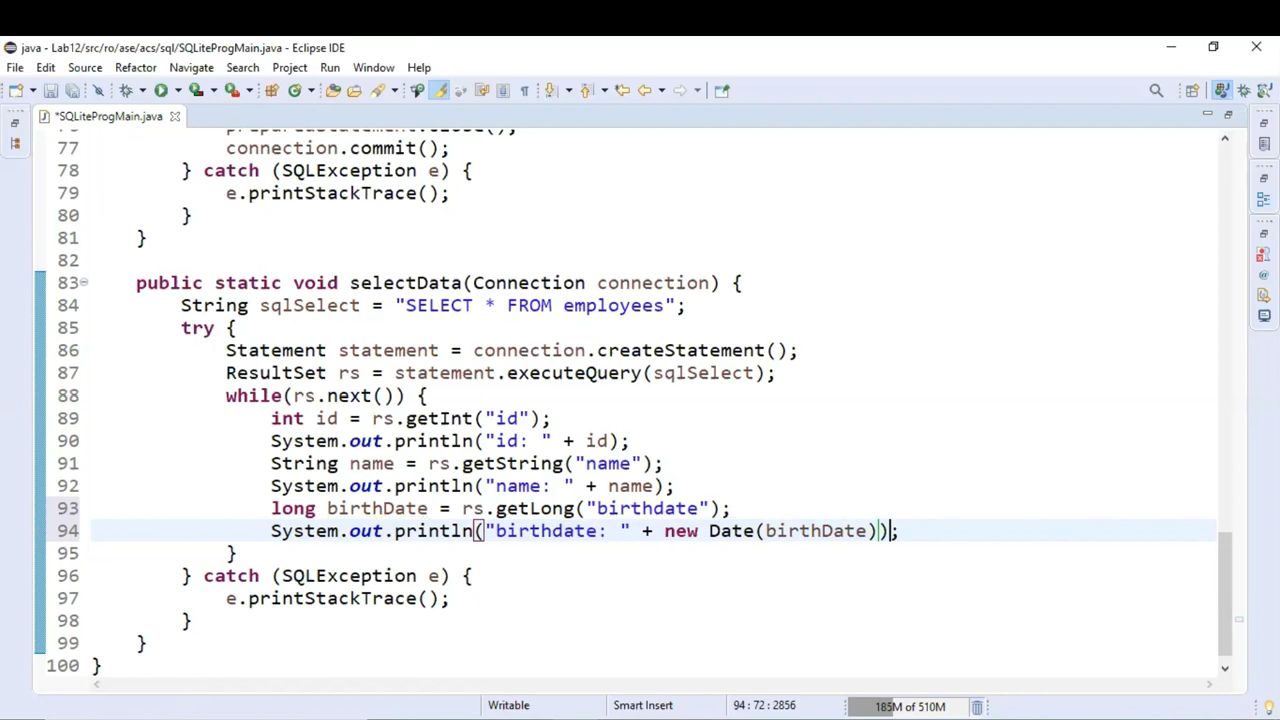 java - Lab12/src/ro/ase/acs/sql/SQLiteProgMain.java - Eclipse IDE
File Edit Source Refactor Navigate Search Project Run Window Help
*SQLiteProgMain.java
76 preparedStatement.close();
77 connection.commit();
78 } catch (SQLException e) {
79 e.printStackTrace();
80 }
81 }
82
83 public static void selectData(Connection connection) {
84 String sqlSelect = "SELECT * FROM employees";
85 try {
86 Statement statement = connection.createStatement();
87 ResultSet rs = statement.executeQuery(sqlSelect);
88 while(rs.next()) {
89 int id = rs.getInt("id");
90 System.out.println("id: " + id);
91 String name = rs.getString("name");
92 System.out.println("name: " + name);
93 long birthDate = rs.getLong("birthdate");
94 System.out.println("birthdate: " + new Date(birthDate));
95 }
96 } catch (SQLException e) {
97 e.printStackTrace();
98 }
99 }
100 }
Writable Smart Insert 94 : 72 : 2856 185M of 510M